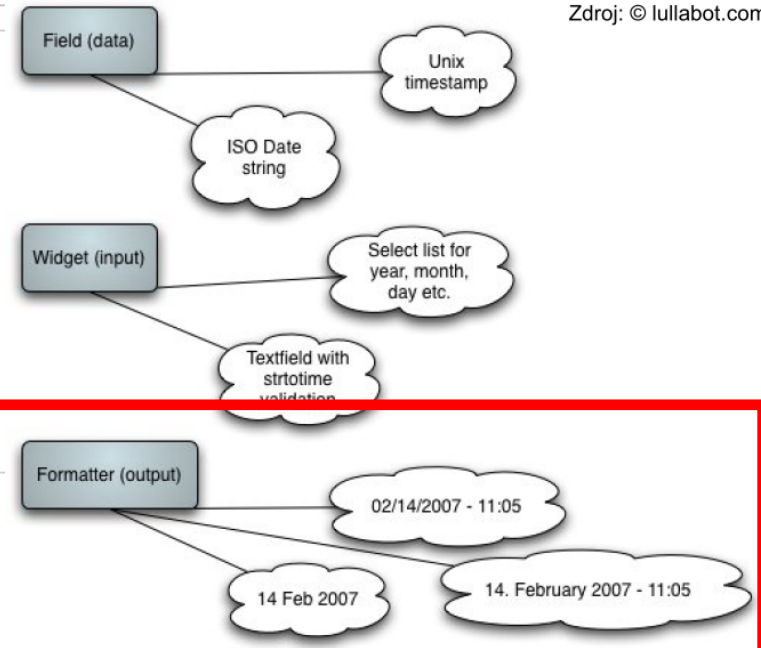 Zdroj: © lullabot.com
Field (data)
Unix
timestamp
ISO Date
string
Widget (input)
Select list for
year, month,
day etc.
Textfield with
strtotime
validation
Formatter (output)
02/14/2007 - 11:05
14 Feb 2007
14. February 2007 - 11:05